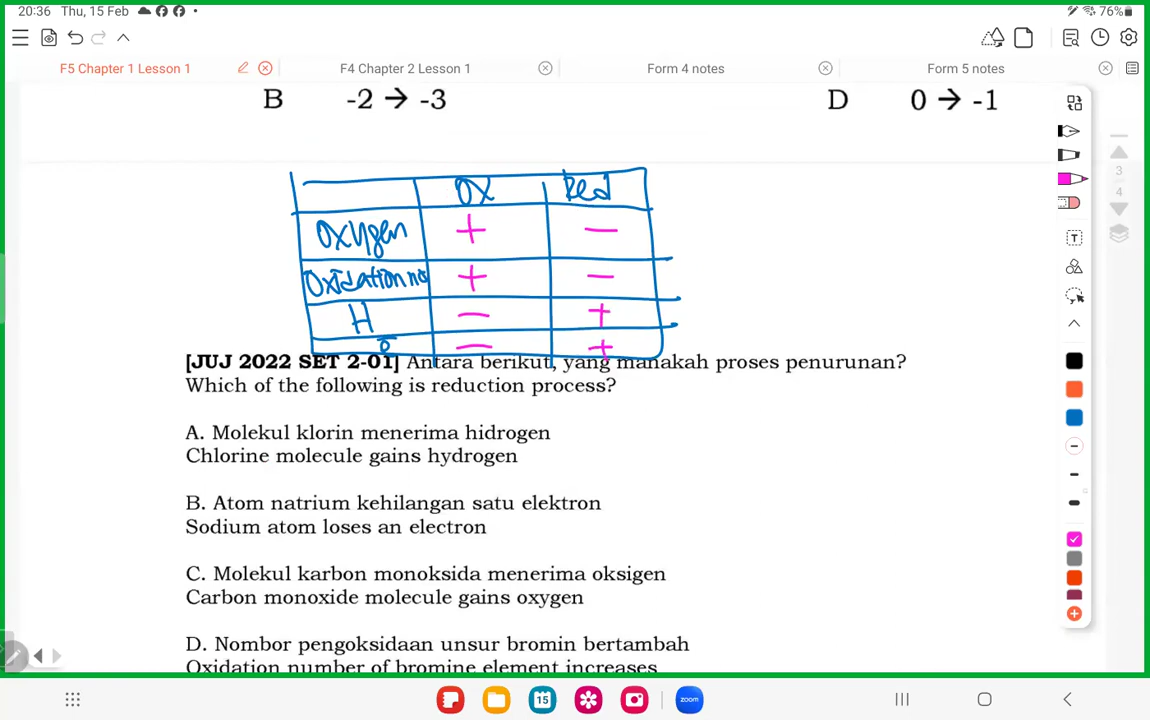 20:36 Thu, 15 Feb
76%
F5 Chapter 1 Lesson 1
F4 Chapter 2 Lesson 1
Form 4 notes
Form 5 notes
B -2 → -3
D 0 → -1
OX Red
Oxygen + −
Oxidation no + −
H − +
− +
[JUJ 2022 SET 2-01] Antara berikut, yang manakah proses penurunan?
Which of the following is reduction process?
A. Molekul klorin menerima hidrogen
Chlorine molecule gains hydrogen
B. Atom natrium kehilangan satu elektron
Sodium atom loses an electron
C. Molekul karbon monoksida menerima oksigen
Carbon monoxide molecule gains oxygen
D. Nombor pengoksidaan unsur bromin bertambah
Oxidation number of bromine element increases
3
4
T
15
zoom